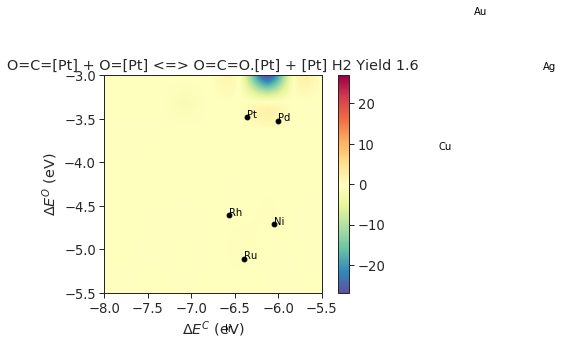 Au
O=C=[Pt] + O=[Pt] <=> O=C=O.[Pt] + [Pt] H2 Yield 1.6
Ag
Cu
−3.0
−3.5
−4.0
−4.5
−5.0
−5.5
ΔE^O (eV)
Pt
Pd
Rh
Ni
Ru
−8.0 −7.5 −7.0 −6.5 −6.0 −5.5
ΔE^C (eV)
Ir
20
10
0
−10
−20